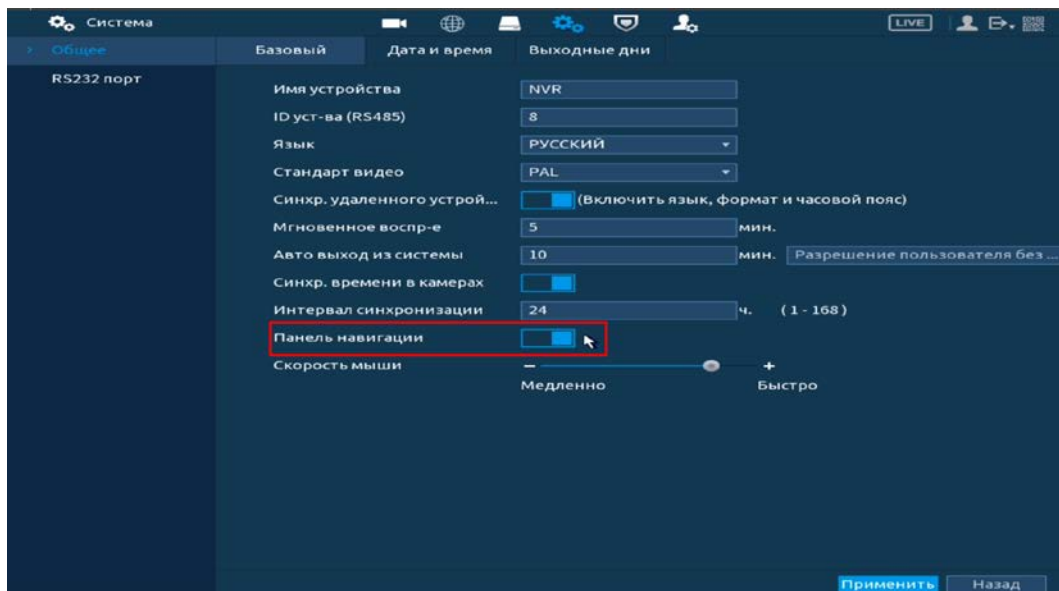 Система
LIVE
Общее
Базовый Дата и время Выходные дни
RS232 порт
Имя устройства NVR
ID уст-ва (RS485) 8
Язык РУССКИЙ
Стандарт видео PAL
Синхр. удаленного устрой... (Включить язык, формат и часовой пояс)
Мгновенное воспр-е 5 мин.
Авто выход из системы 10 мин. Разрешение пользователя без ...
Синхр. времени в камерах
Интервал синхронизации 24 ч. (1 - 168)
Панель навигации
Скорость мыши − +
Медленно Быстро
Применить Назад